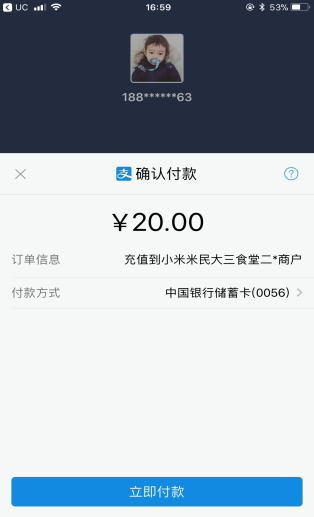 UC 16:59 53%
188******63
支 确认付款 ?
¥20.00
订单信息 充值到小米米民大三食堂二*商户
付款方式 中国银行储蓄卡(0056)
立即付款